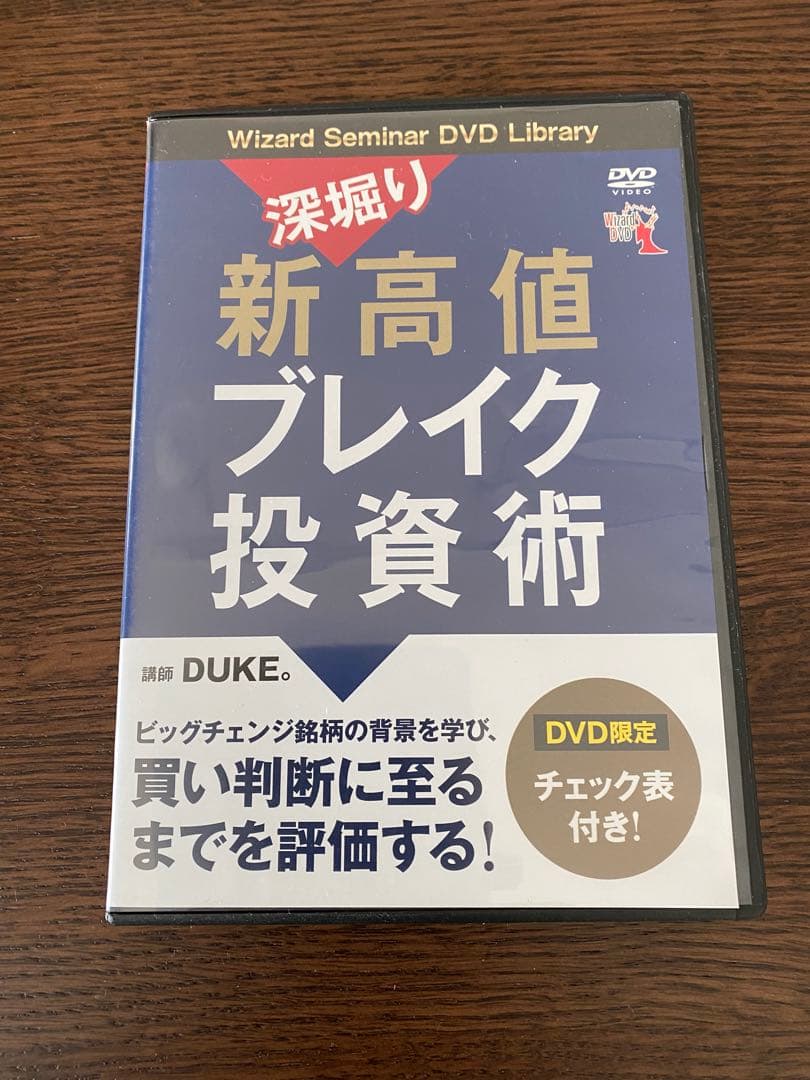 Wizard Seminar DVD Library
深堀り
DVD
VIDEO
Wizard
DVD
新高値
ブレイク
投資術
講師 DUKE。
ビッグチェンジ銘柄の背景を学び、
買い判断に至る
までを評価する!
DVD限定
チェック表
付き!